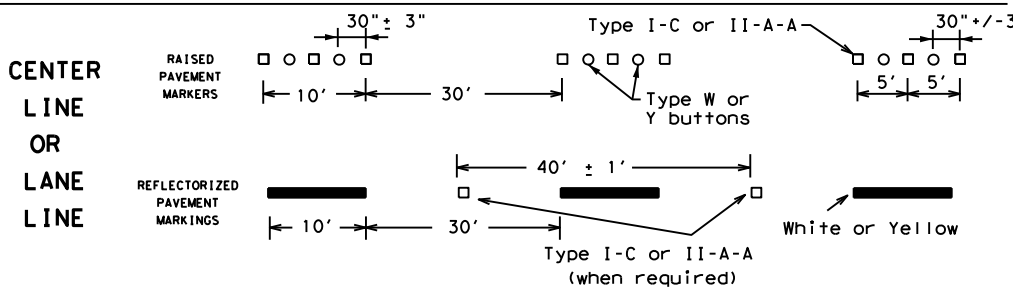 CENTER
LINE
OR
LANE
LINE
RAISED
PAVEMENT
MARKERS
30"± 3"
10'
30'
Type I-C or II-A-A
Type W or
Y buttons
30"+/-3
5'
5'
REFLECTORIZED
PAVEMENT
MARKINGS
40' ± 1'
10'
30'
Type I-C or II-A-A
(when required)
White or Yellow